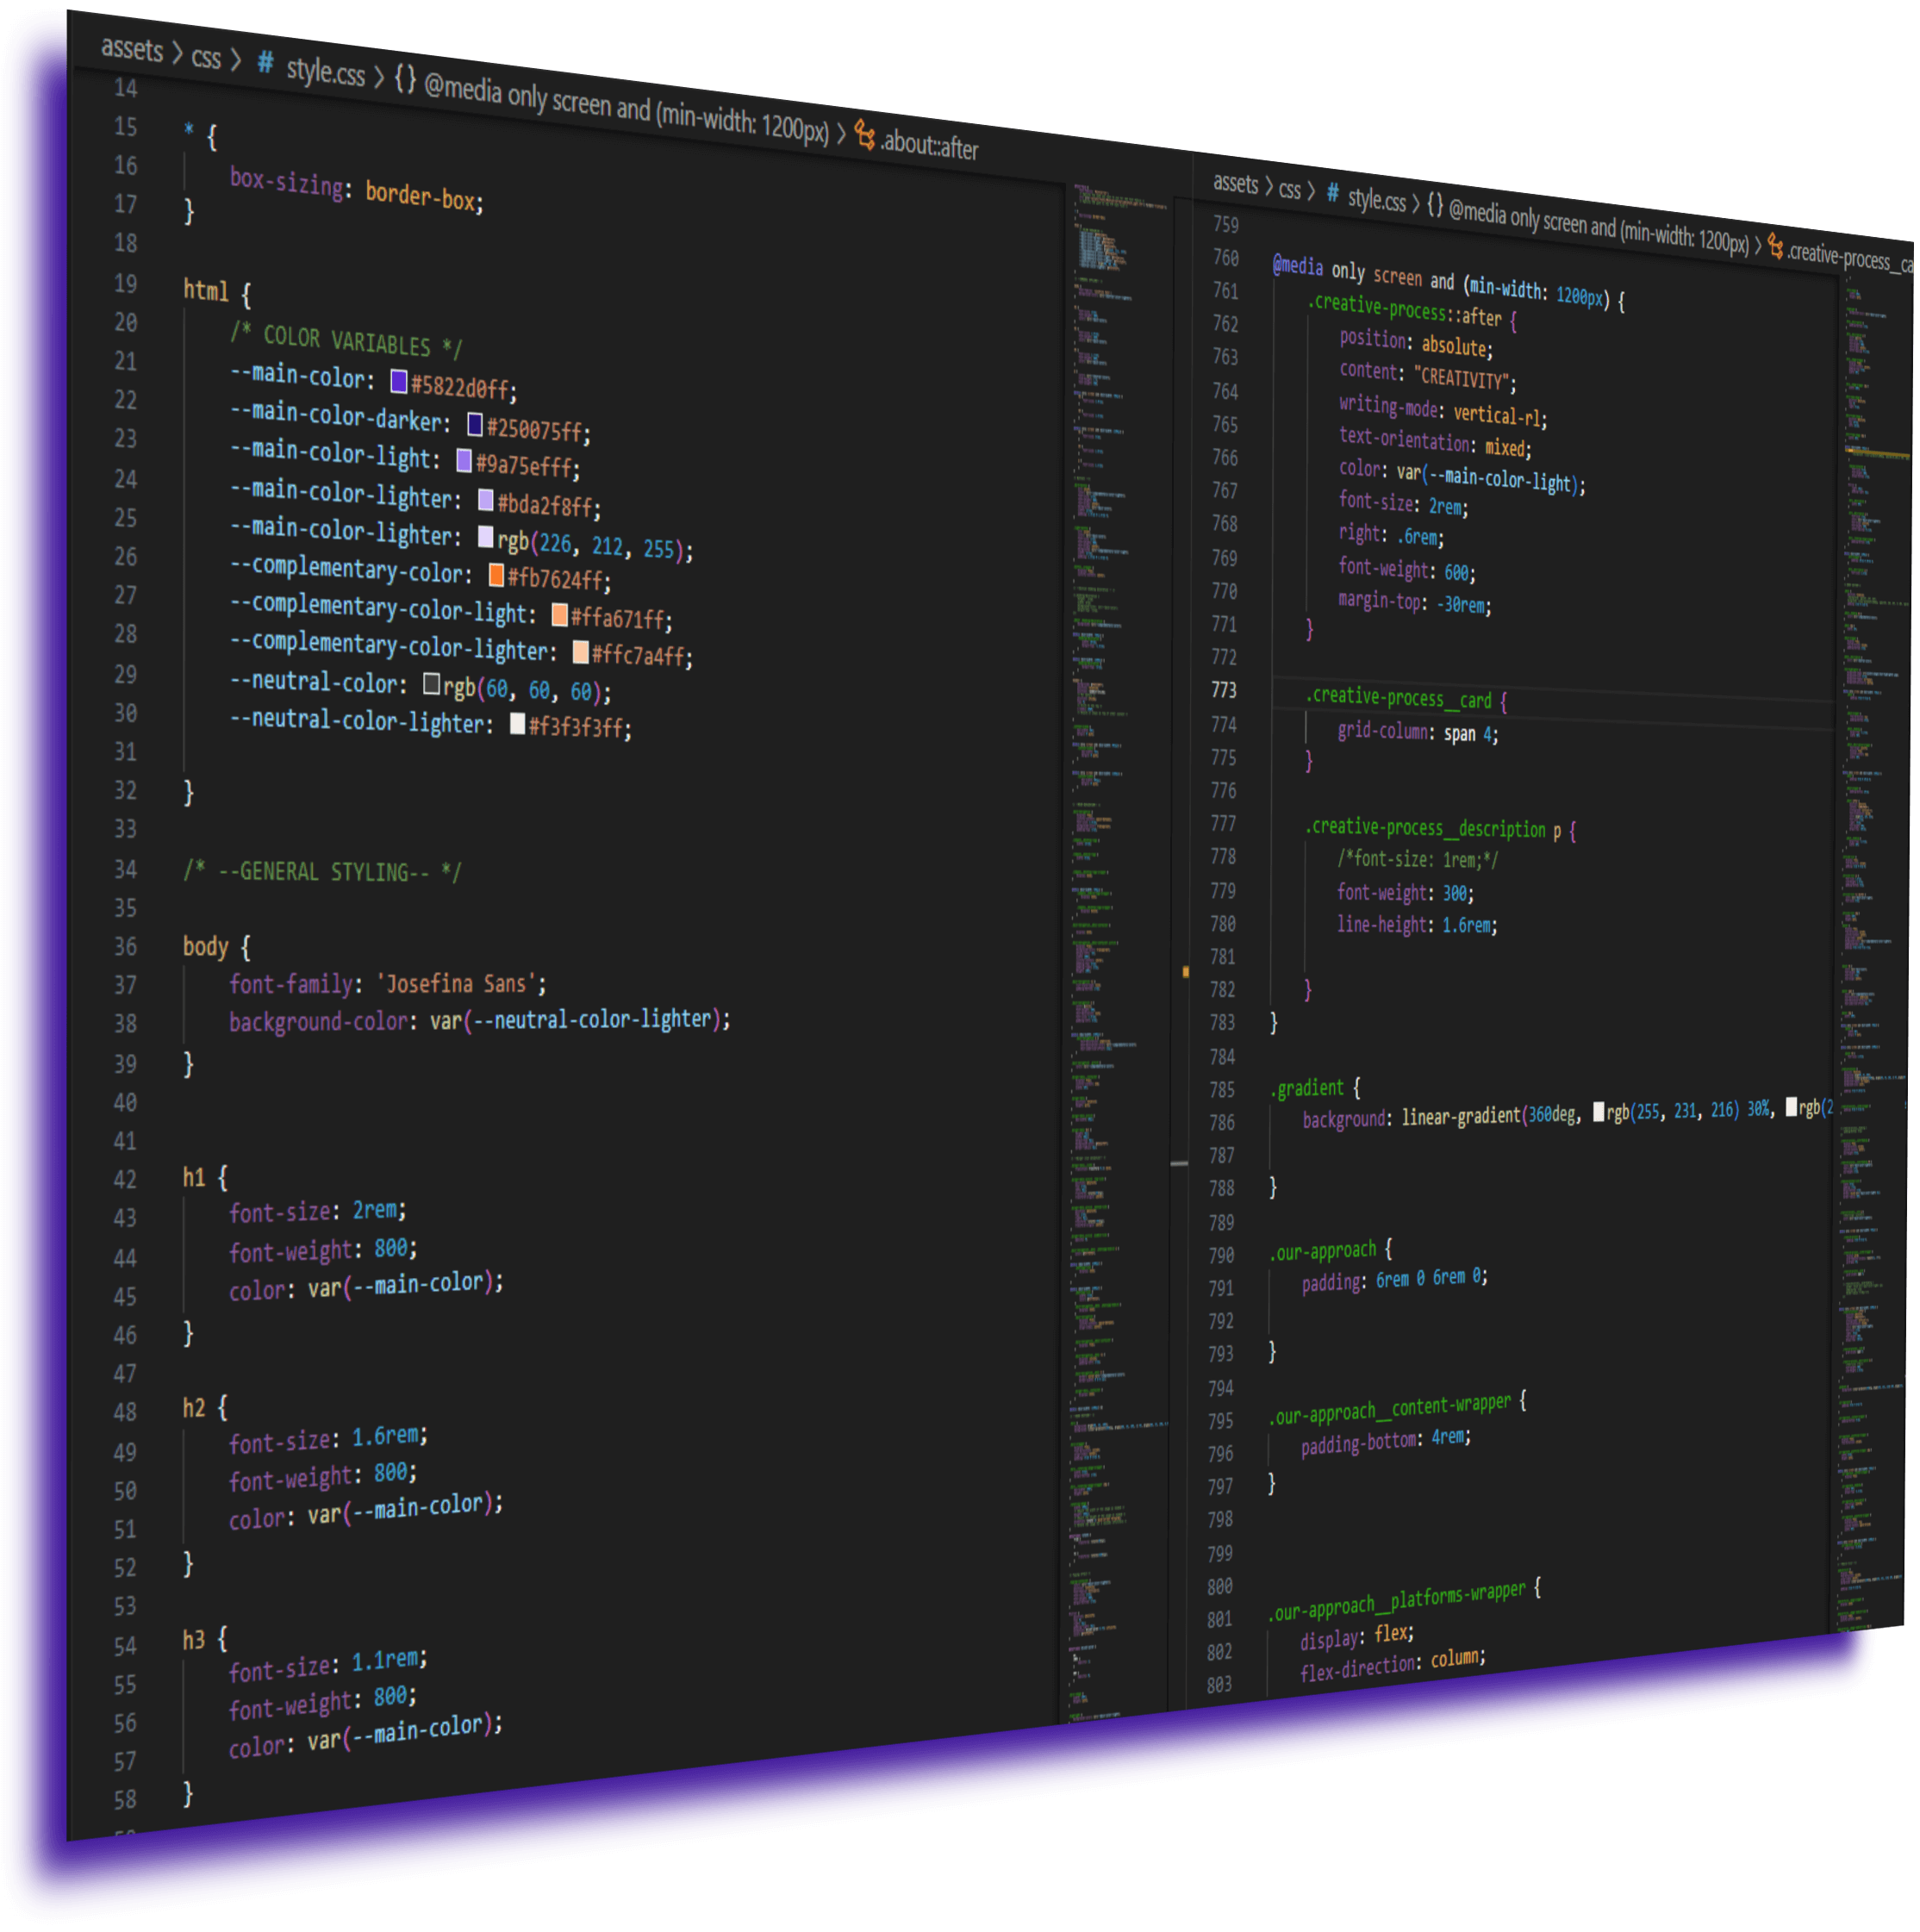 assets > css > # style.css > {} @media only screen and (min-width: 1200px) > .about::after
14
15 * {
16 box-sizing: border-box;
17 }
18
19 html {
20 /* COLOR VARIABLES */
21 --main-color: #5822d0ff;
22 --main-color-darker: #250075ff;
23 --main-color-light: #9a75efff;
24 --main-color-lighter: #bda2f8ff;
25 --main-color-lighter: rgb(226, 212, 255);
26 --complementary-color: #fb7624ff;
27 --complementary-color-light: #ffa671ff;
28 --complementary-color-lighter: #ffc7a4ff;
29 --neutral-color: rgb(60, 60, 60);
30 --neutral-color-lighter: #f3f3f3ff;
31
32 }
33
34 /* --GENERAL STYLING-- */
35
36 body {
37 font-family: 'Josefina Sans';
38 background-color: var(--neutral-color-lighter);
39 }
40
41
42 h1 {
43 font-size: 2rem;
44 font-weight: 800;
45 color: var(--main-color);
46 }
47
48 h2 {
49 font-size: 1.6rem;
50 font-weight: 800;
51 color: var(--main-color);
52 }
53
54 h3 {
55 font-size: 1.1rem;
56 font-weight: 800;
57 color: var(--main-color);
58 }
assets > css > # style.css > {} @media only screen and (min-width: 1200px) > .creative-process__ca
759
760 @media only screen and (min-width: 1200px) {
761 .creative-process::after {
762 position: absolute;
763 content: "CREATIVITY";
764 writing-mode: vertical-rl;
765 text-orientation: mixed;
766 color: var(--main-color-light);
767 font-size: 2rem;
768 right: .6rem;
769 font-weight: 600;
770 margin-top: -30rem;
771 }
772
773 .creative-process__card {
774 grid-column: span 4;
775 }
776
777 .creative-process__description p {
778 /*font-size: 1rem;*/
779 font-weight: 300;
780 line-height: 1.6rem;
781
782 }
783 }
784
785 .gradient {
786 background: linear-gradient(360deg, rgb(255, 231, 216) 30%, rgb(2
787
788 }
789
790 .our-approach {
791 padding: 6rem 0 6rem 0;
792
793 }
794
795 .our-approach__content-wrapper {
796 padding-bottom: 4rem;
797 }
798
799
800
801 .our-approach__platforms-wrapper {
802 display: flex;
803 flex-direction: column;